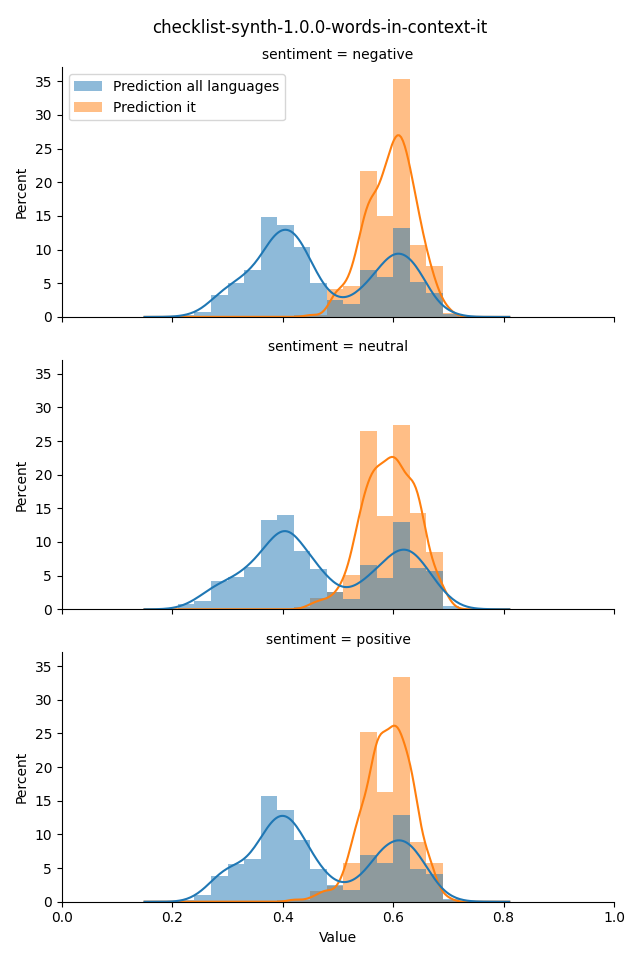 checklist-synth-1.0.0-words-in-context-it
sentiment = negative
35
30
25
20
15
10
5
0
Percent
Prediction all languages
Prediction it
sentiment = neutral
35
30
25
20
15
10
5
0
Percent
sentiment = positive
35
30
25
20
15
10
5
0
Percent
0.0 0.2 0.4 0.6 0.8 1.0
Value